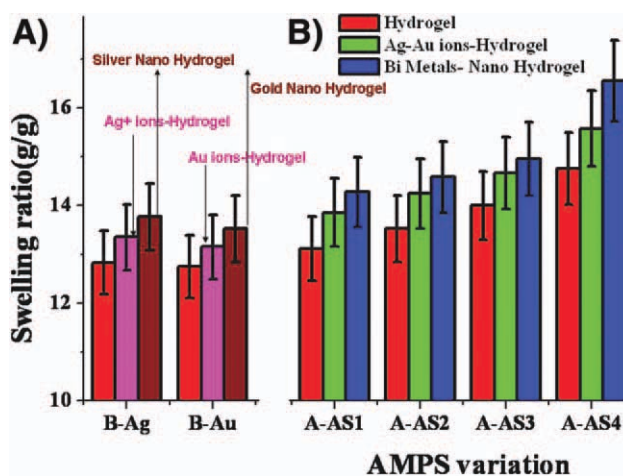 A)
B)
Hydrogel
Ag-Au ions-Hydrogel
Bi Metals- Nano Hydrogel
Silver Nano Hydrogel
Gold Nano Hydrogel
Ag+ ions-Hydrogel
Au ions-Hydrogel
Swelling ratio(g/g)
16
14
12
10
B-Ag
B-Au
A-AS1
A-AS2
A-AS3
A-AS4
AMPS variation